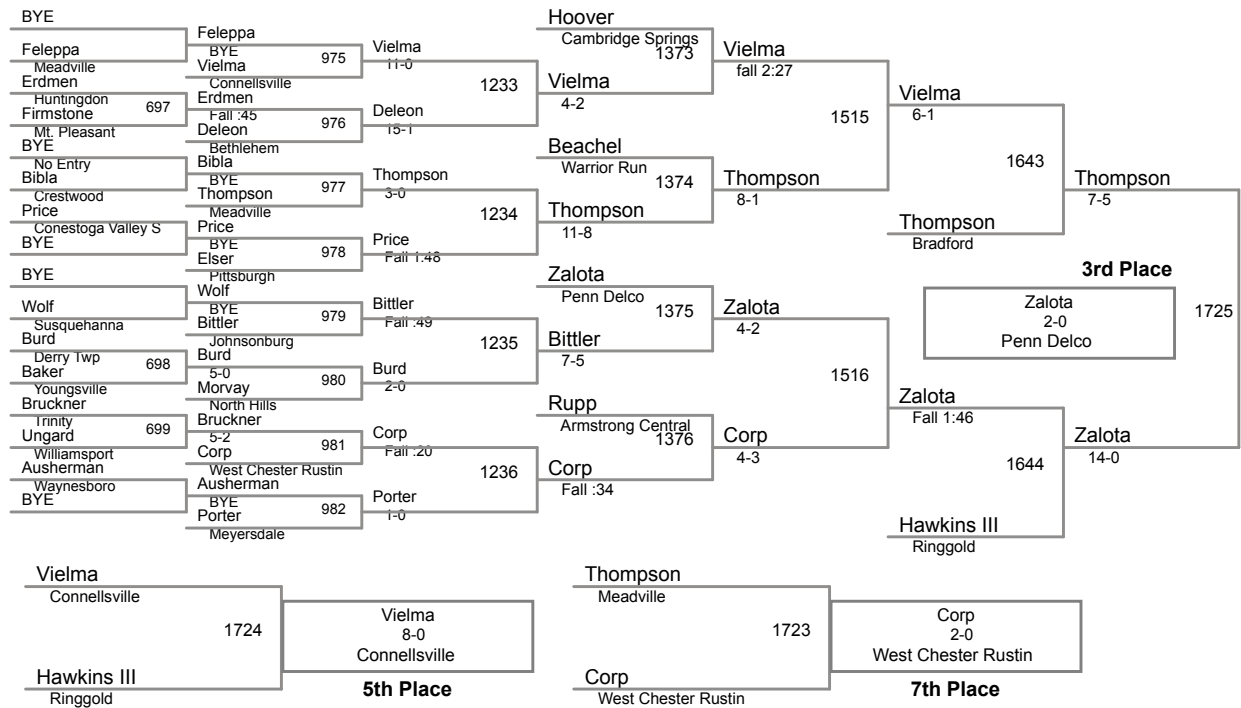 BYE
Feleppa
Meadville
Erdmen
Huntingdon
697
Firmstone
Mt. Pleasant
BYE
No Entry
Bibla
Crestwood
Price
Conestoga Valley S
BYE
BYE
Wolf
Susquehanna
Burd
Derry Twp
698
Baker
Youngsville
Bruckner
Trinity
699
Ungard
Williamsport
Ausherman
Waynesboro
BYE
Feleppa
BYE
975
Vielma
Connellsville
Erdmen
Fall :45
976
Deleon
Bethlehem
Bibla
BYE
977
Thompson
Meadville
Price
BYE
978
Elser
Pittsburgh
Wolf
BYE
979
Bittler
Johnsonburg
Burd
5-0
980
Morvay
North Hills
Bruckner
5-2
981
Corp
West Chester Rustin
Ausherman
BYE
982
Porter
Meyersdale
Vielma
11-0
1233
Deleon
15-1
Thompson
3-0
1234
Price
Fall 1:48
Bittler
Fall :49
1235
Burd
2-0
Corp
Fall :20
1236
Porter
1-0
Hoover
Cambridge Springs
1373
Vielma
4-2
Beachel
Warrior Run
1374
Thompson
11-8
Zalota
Penn Delco
1375
Bittler
7-5
Rupp
Armstrong Central
1376
Corp
Fall :34
Vielma
fall 2:27
1515
Thompson
8-1
Zalota
4-2
1516
Corp
4-3
Vielma
6-1
1643
Thompson
Bradford
Zalota
Fall 1:46
1644
Hawkins III
Ringgold
Thompson
7-5
3rd Place
Zalota
2-0
Penn Delco
1725
Zalota
14-0
Vielma
Connellsville
1724
Hawkins III
Ringgold
Vielma
8-0
Connellsville
5th Place
Thompson
Meadville
1723
Corp
West Chester Rustin
Corp
2-0
West Chester Rustin
7th Place